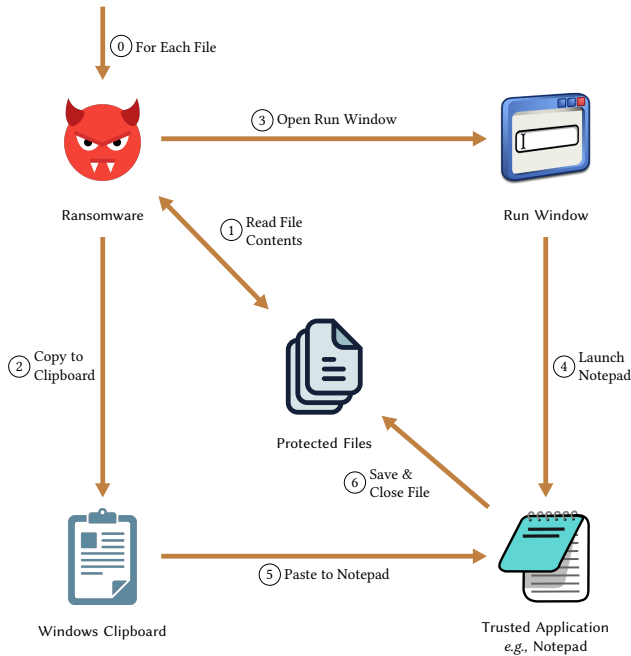 ⓪ For Each File
③ Open Run Window
Ransomware
Run Window
① Read File
Contents
② Copy to
Clipboard
④ Launch
Notepad
Protected Files
⑥ Save &
Close File
⑤ Paste to Notepad
Windows Clipboard
Trusted Application
e.g., Notepad